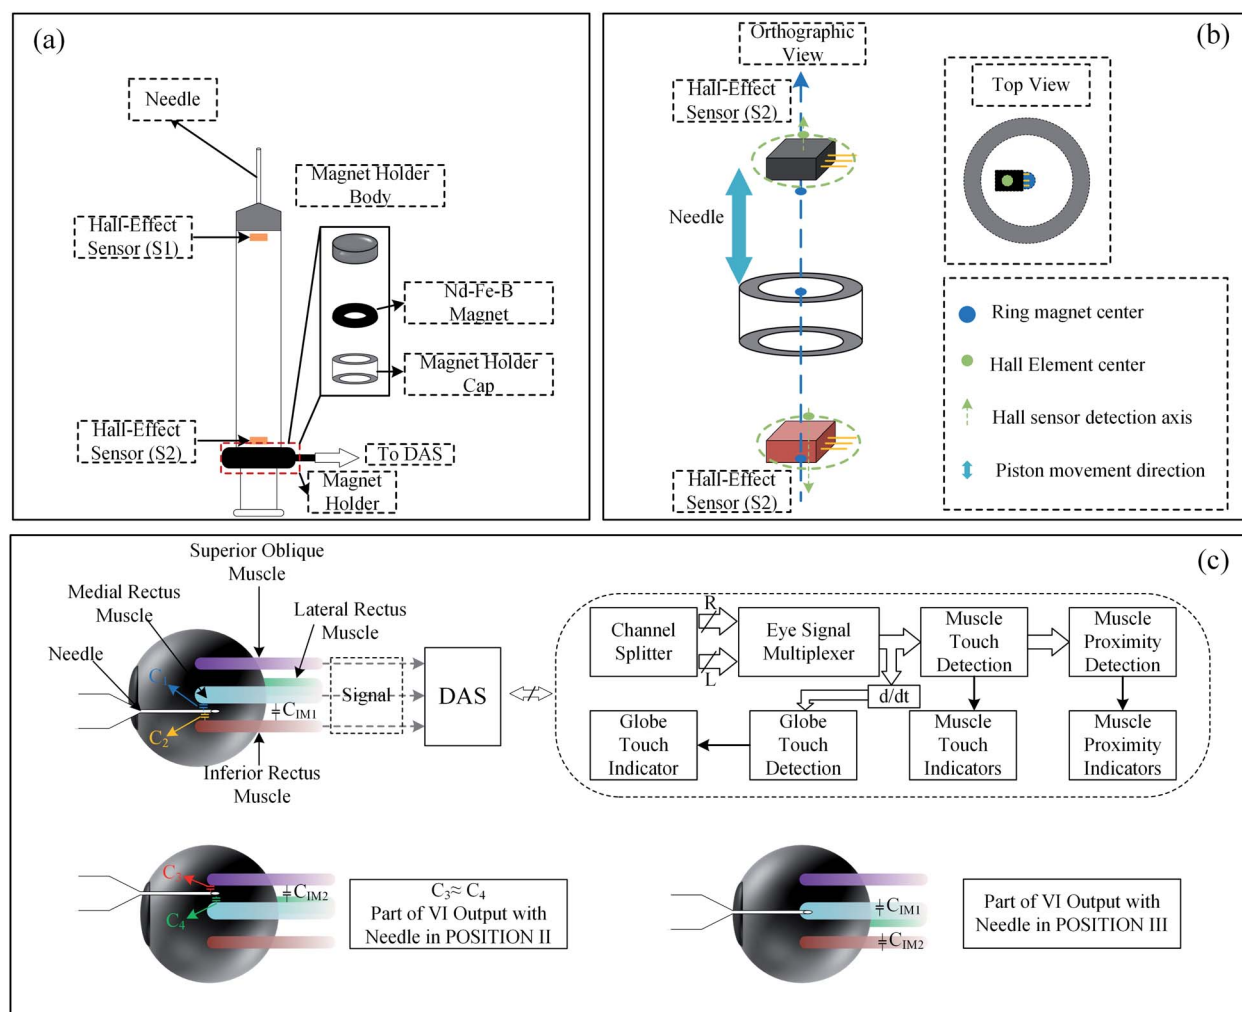 (a)
Needle
Magnet Holder
Body
Hall-Effect
Sensor (S1)
Nd-Fe-B
Magnet
Magnet Holder
Cap
Hall-Effect
Sensor (S2)
To DAS
Magnet
Holder
(b)
Orthographic
View
Hall-Effect
Sensor (S2)
Needle
Hall-Effect
Sensor (S2)
Top View
Ring magnet center
Hall Element center
Hall sensor detection axis
Piston movement direction
(c)
Superior Oblique
Muscle
Medial Rectus
Muscle
Lateral Rectus
Muscle
Needle
C1
C2
CIM1
Inferior Rectus
Muscle
Signal
DAS
Channel
Splitter
R
L
Eye Signal
Multiplexer
Muscle
Touch
Detection
Muscle
Proximity
Detection
d/dt
Globe
Touch
Indicator
Globe
Touch
Detection
Muscle
Touch
Indicators
Muscle
Proximity
Indicators
C3
C4
CIM2
C3≈ C4
Part of VI Output with
Needle in POSITION II
CIM1
CIM2
Part of VI Output with
Needle in POSITION III